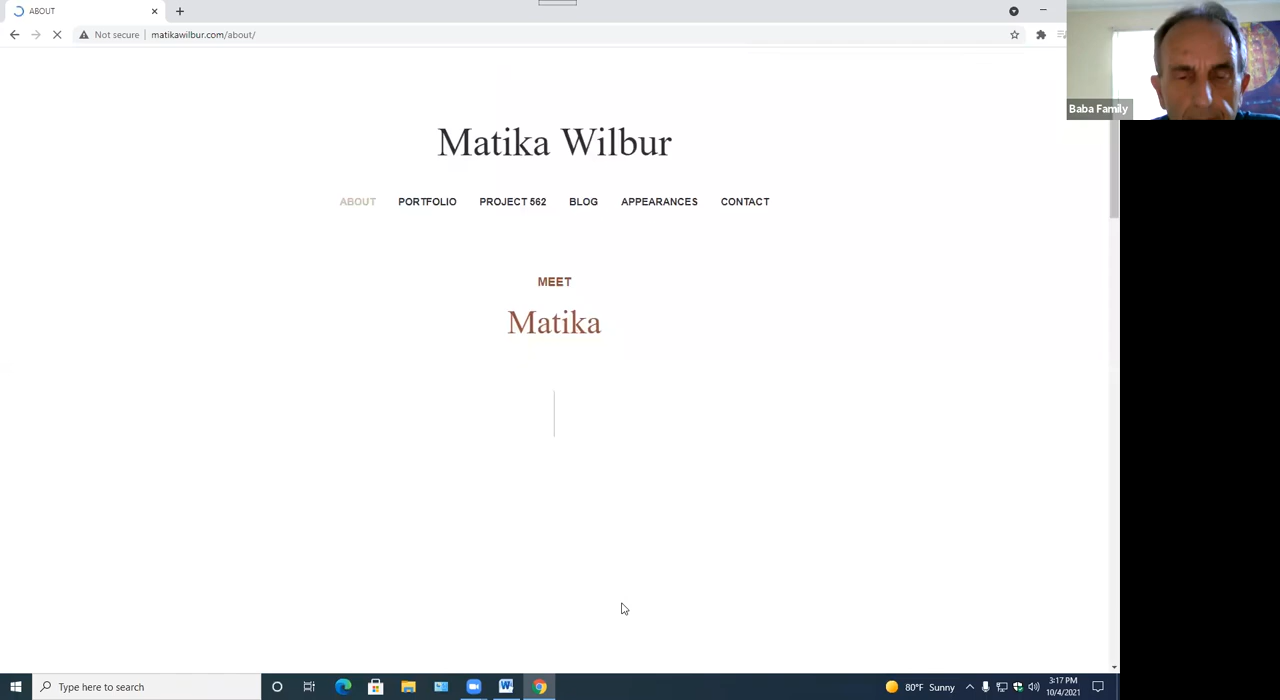 ABOUT
Not secure | matikawilbur.com/about/
Baba Family
Matika Wilbur
ABOUT PORTFOLIO PROJECT 562 BLOG APPEARANCES CONTACT
MEET
Matika
Type here to search
80°F Sunny
3:17 PM
10/4/2021